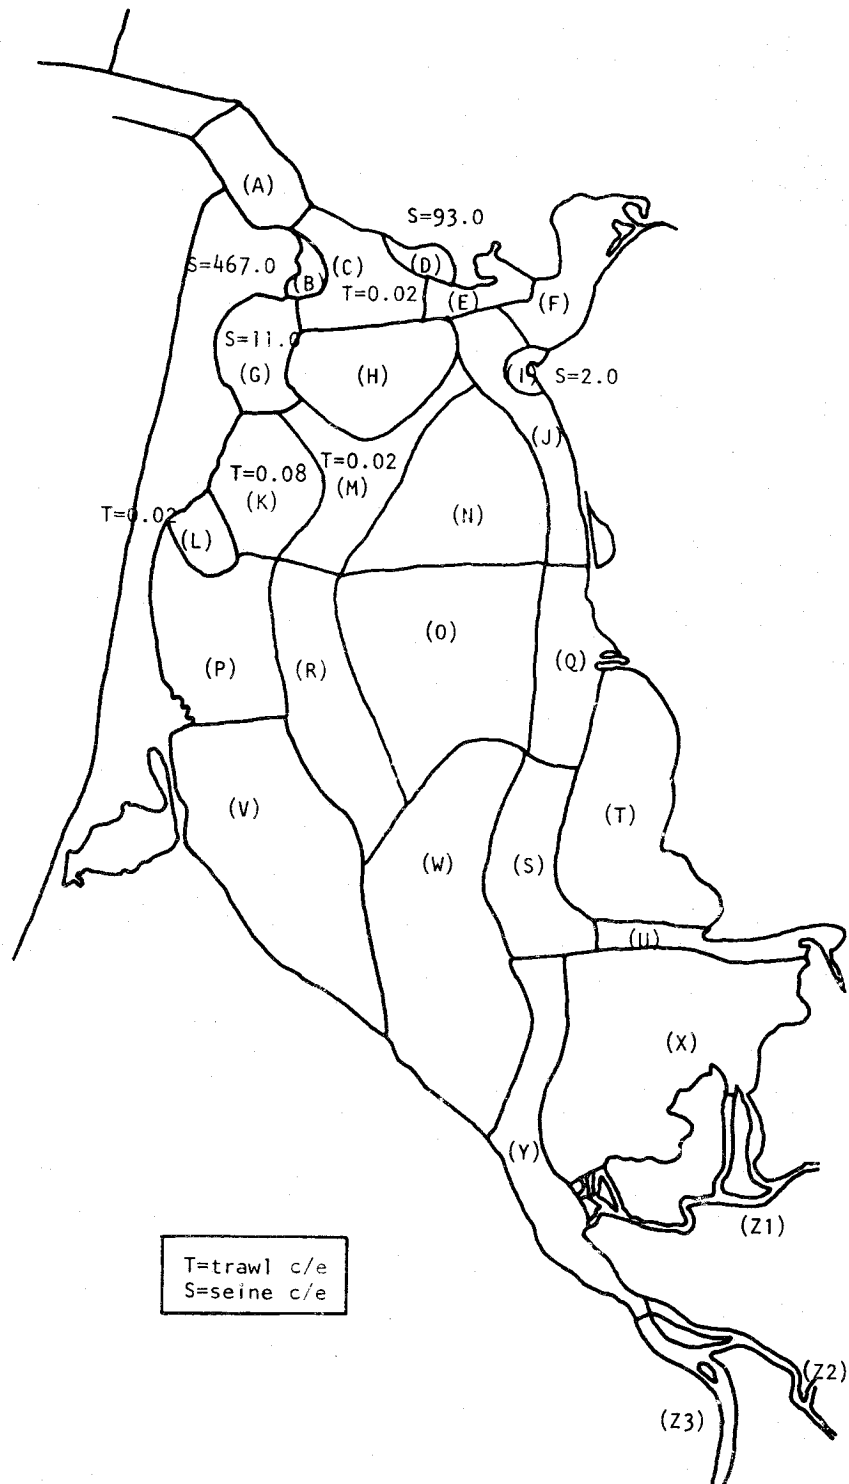 (A)
S=93.0
S=467.0
(C)
(D)
(B)
T=0.02
(E)
(F)
S=11.0
(G)
(H)
(I)
S=2.0
(J)
T=0.02
T=0.08
(M)
(K)
T=0.02
(N)
(L)
(O)
(P)
(R)
(Q)
(V)
(T)
(W)
(S)
(U)
(X)
(Y)
(Z1)
T=trawl c/e
S=seine c/e
(Z2)
(Z3)